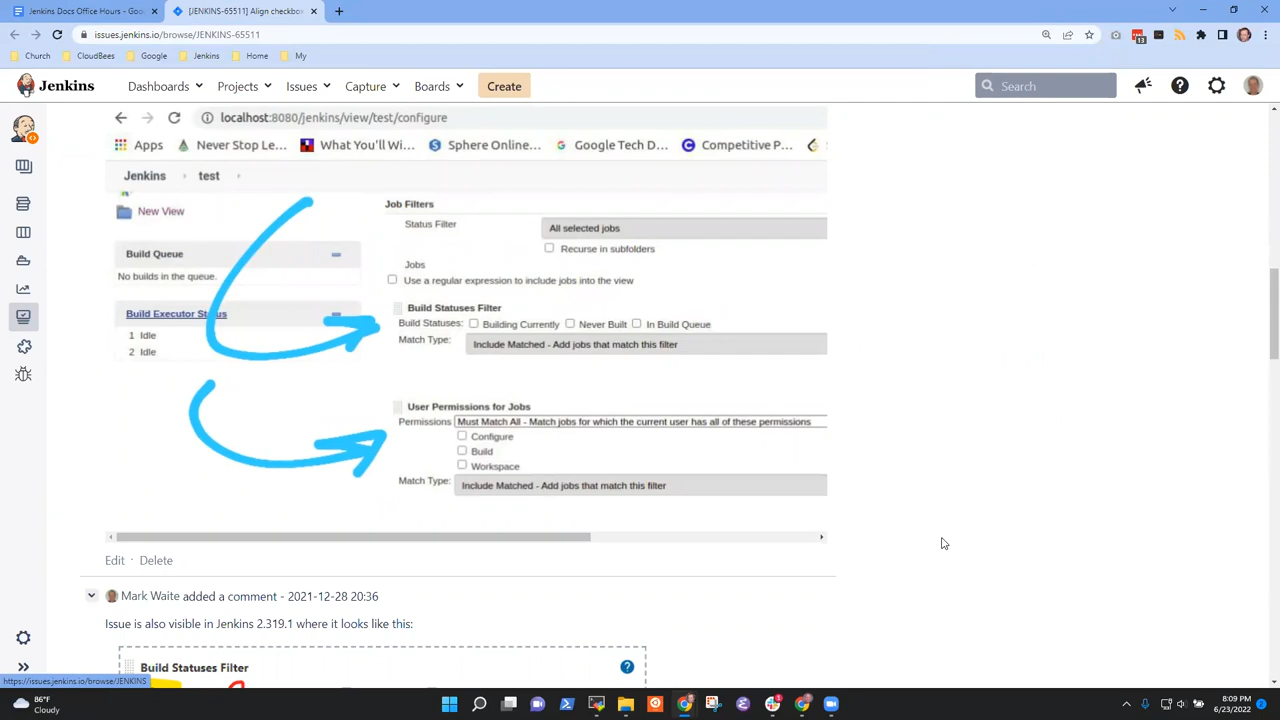 Jenkins Docs Office Hours - Goo
[JENKINS-65511] Align checkbox
issues.jenkins.io/browse/JENKINS-65511
13
Church
CloudBees
Google
Jenkins
Home
My
Jenkins
Dashboards
Projects
Issues
Capture
Boards
Create
Search
localhost:8080/jenkins/view/test/configure
Apps
Never Stop Le...
What You'll Wi...
Sphere Online...
Google Tech D...
Competitive P...
Jenkins
test
New View
Build Queue
No builds in the queue.
Build Executor Status
1 Idle
2 Idle
Job Filters
Status Filter
All selected jobs
Recurse in subfolders
Jobs
Use a regular expression to include jobs into the view
Build Statuses Filter
Build Statuses: Building Currently Never Built In Build Queue
Match Type: Include Matched - Add jobs that match this filter
User Permissions for Jobs
Permissions Must Match All - Match jobs for which the current user has all of these permissions
Configure
Build
Workspace
Match Type: Include Matched - Add jobs that match this filter
Edit · Delete
Mark Waite added a comment - 2021-12-28 20:36
Issue is also visible in Jenkins 2.319.1 where it looks like this:
Build Statuses Filter
https://issues.jenkins.io/browse/JENKINS
86°F
Cloudy
8:09 PM
6/23/2022